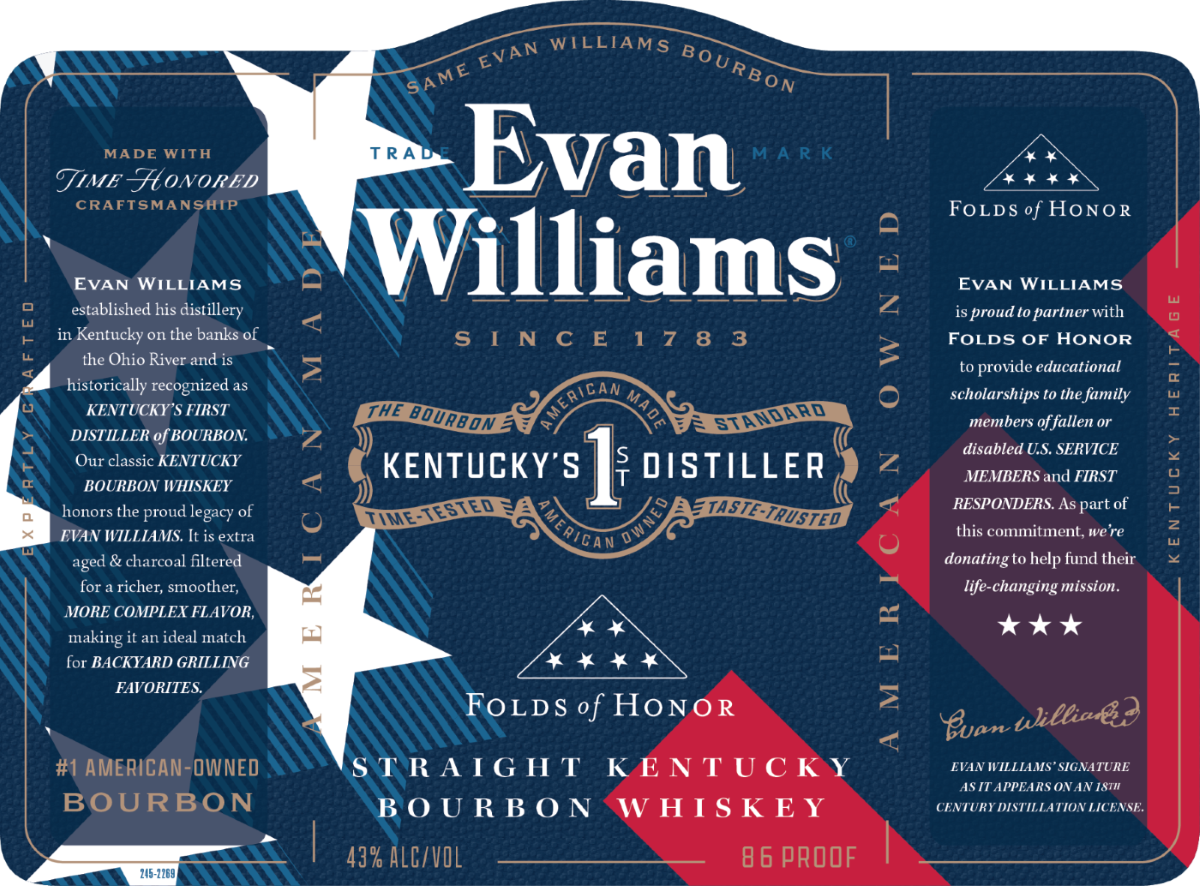 SAME EVAN WILLIAMS BOURBON
MADE WITH
TIME-HONORED
CRAFTSMANSHIP
EVAN WILLIAMS
established his distillery
in Kentucky on the banks of
the Ohio River and is
historically recognized as
KENTUCKY'S FIRST
DISTILLER of BOURBON.
Our classic KENTUCKY
BOURBON WHISKEY
honors the proud legacy of
EVAN WILLIAMS. It is extra
aged & charcoal filtered
for a richer, smoother,
MORE COMPLEX FLAVOR,
making it an ideal match
for BACKYARD GRILLING
FAVORITES.
#1 AMERICAN-OWNED
BOURBON
EXPERTLY CRAFTED
245-2269
AMERICAN MADE
TRADE MARK
Evan
Williams®
SINCE 1783
THE BOURBON STANDARD
AMERICAN MADE
KENTUCKY'S 1ST DISTILLER
AMERICAN OWNED
TIME-TESTED TASTE-TRUSTED
FOLDS of HONOR
STRAIGHT KENTUCKY
BOURBON WHISKEY
43% ALC/VOL 86 PROOF
AMERICAN OWNED
FOLDS of HONOR
EVAN WILLIAMS
is proud to partner with
FOLDS OF HONOR
to provide educational
scholarships to the family
members of fallen or
disabled U.S. SERVICE
MEMBERS and FIRST
RESPONDERS. As part of
this commitment, we're
donating to help fund their
life-changing mission.
Evan Williams
EVAN WILLIAMS' SIGNATURE
AS IT APPEARS ON AN 18TH
CENTURY DISTILLATION LICENSE.
KENTUCKY HERITAGE